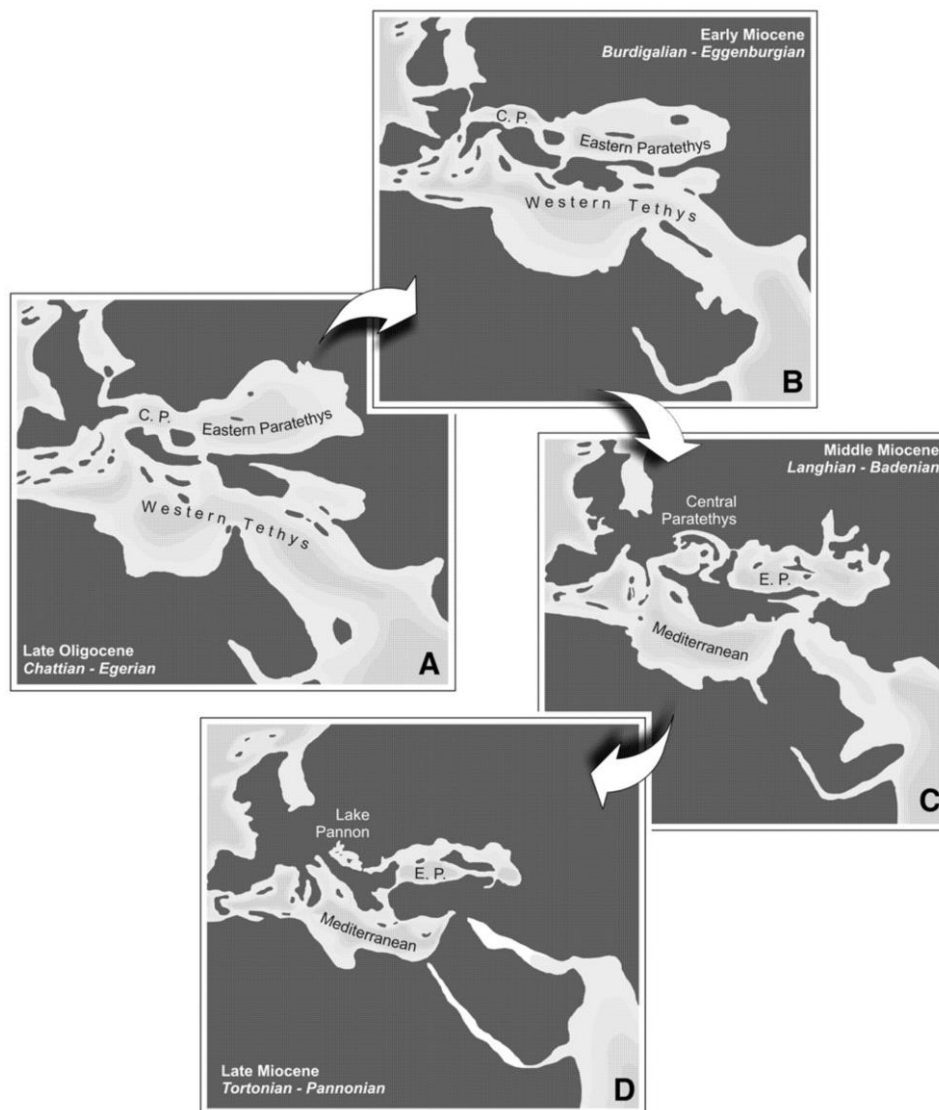 Early Miocene
Burdigalian - Eggenburgian
C. P.
Eastern Paratethys
Western Tethys
B
C. P.
Eastern Paratethys
Western Tethys
Late Oligocene
Chattian - Egerian
A
Middle Miocene
Langhian - Badenian
Central
Paratethys
E. P.
Mediterranean
C
Lake
Pannon
E. P.
Mediterranean
Late Miocene
Tortonian - Pannonian
D